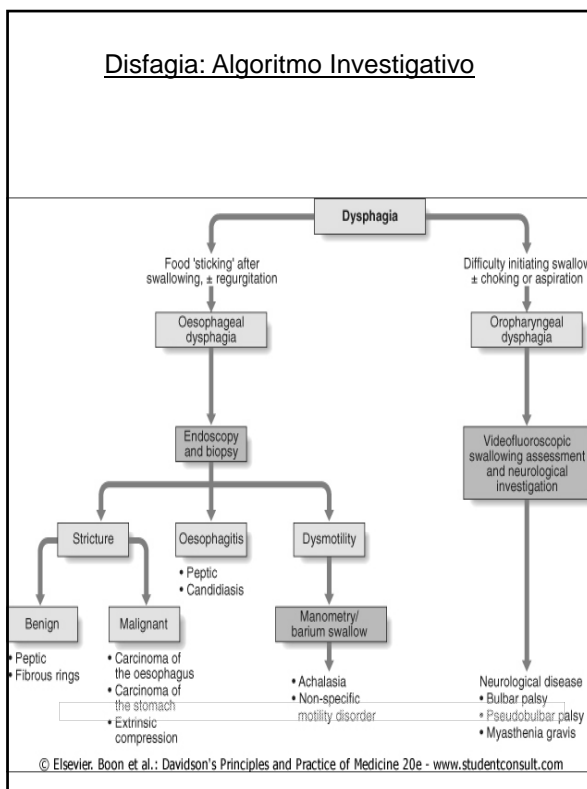 Disfagia: Algoritmo Investigativo
Dysphagia
Food 'sticking' after
swallowing, ± regurgitation
Difficulty initiating swallow
± choking or aspiration
Oesophageal
dysphagia
Oropharyngeal
dysphagia
Endoscopy
and biopsy
Videofluoroscopic
swallowing assessment
and neurological
investigation
Stricture
Oesophagitis
Dysmotility
• Peptic
• Candidiasis
Benign
Malignant
Manometry/
barium swallow
• Peptic
• Fibrous rings
• Carcinoma of
the oesophagus
• Carcinoma of
the stomach
• Extrinsic
compression
• Achalasia
• Non-specific
motility disorder
Neurological disease
• Bulbar palsy
• Pseudobulbar palsy
• Myasthenia gravis
© Elsevier. Boon et al.: Davidson's Principles and Practice of Medicine 20e - www.studentconsult.com